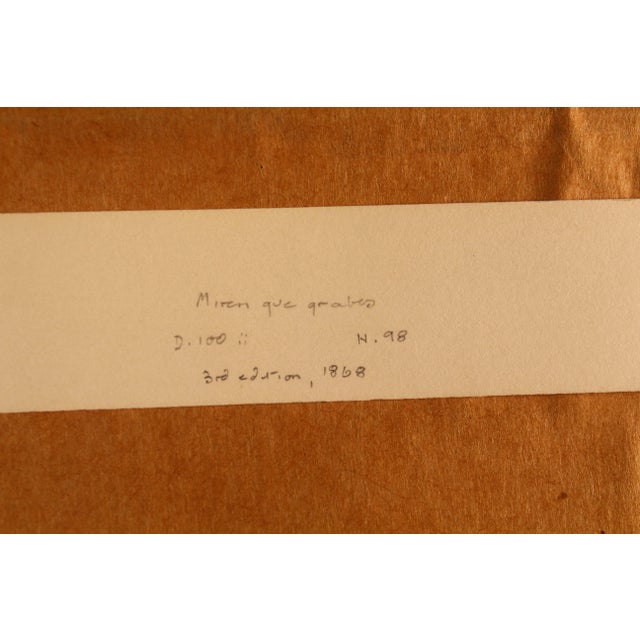 Miren que grabes
D.100 ii H.98
3rd edition, 1868